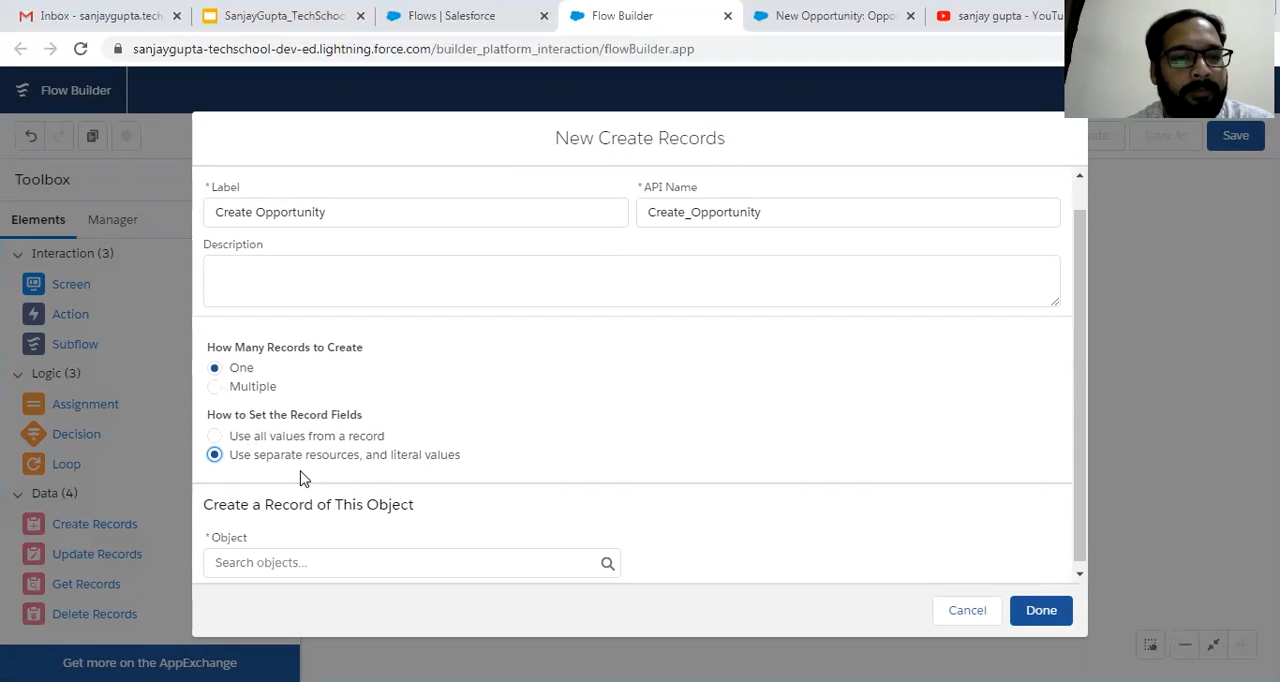 Inbox - sanjaygupta.tech
SanjayGupta_TechSchool
Flows | Salesforce
Flow Builder
New Opportunity: Oppo
sanjay gupta - YouTu
sanjaygupta-techschool-dev-ed.lightning.force.com/builder_platform_interaction/flowBuilder.app
Flow Builder
Save As
Save
New Create Records
Toolbox
Elements
Manager
Interaction (3)
Screen
Action
Subflow
Logic (3)
Assignment
Decision
Loop
Data (4)
Create Records
Update Records
Get Records
Delete Records
Get more on the AppExchange
*Label
*API Name
Create Opportunity
Create_Opportunity
Description
How Many Records to Create
One
Multiple
How to Set the Record Fields
Use all values from a record
Use separate resources, and literal values
Create a Record of This Object
*Object
Search objects...
Cancel
Done